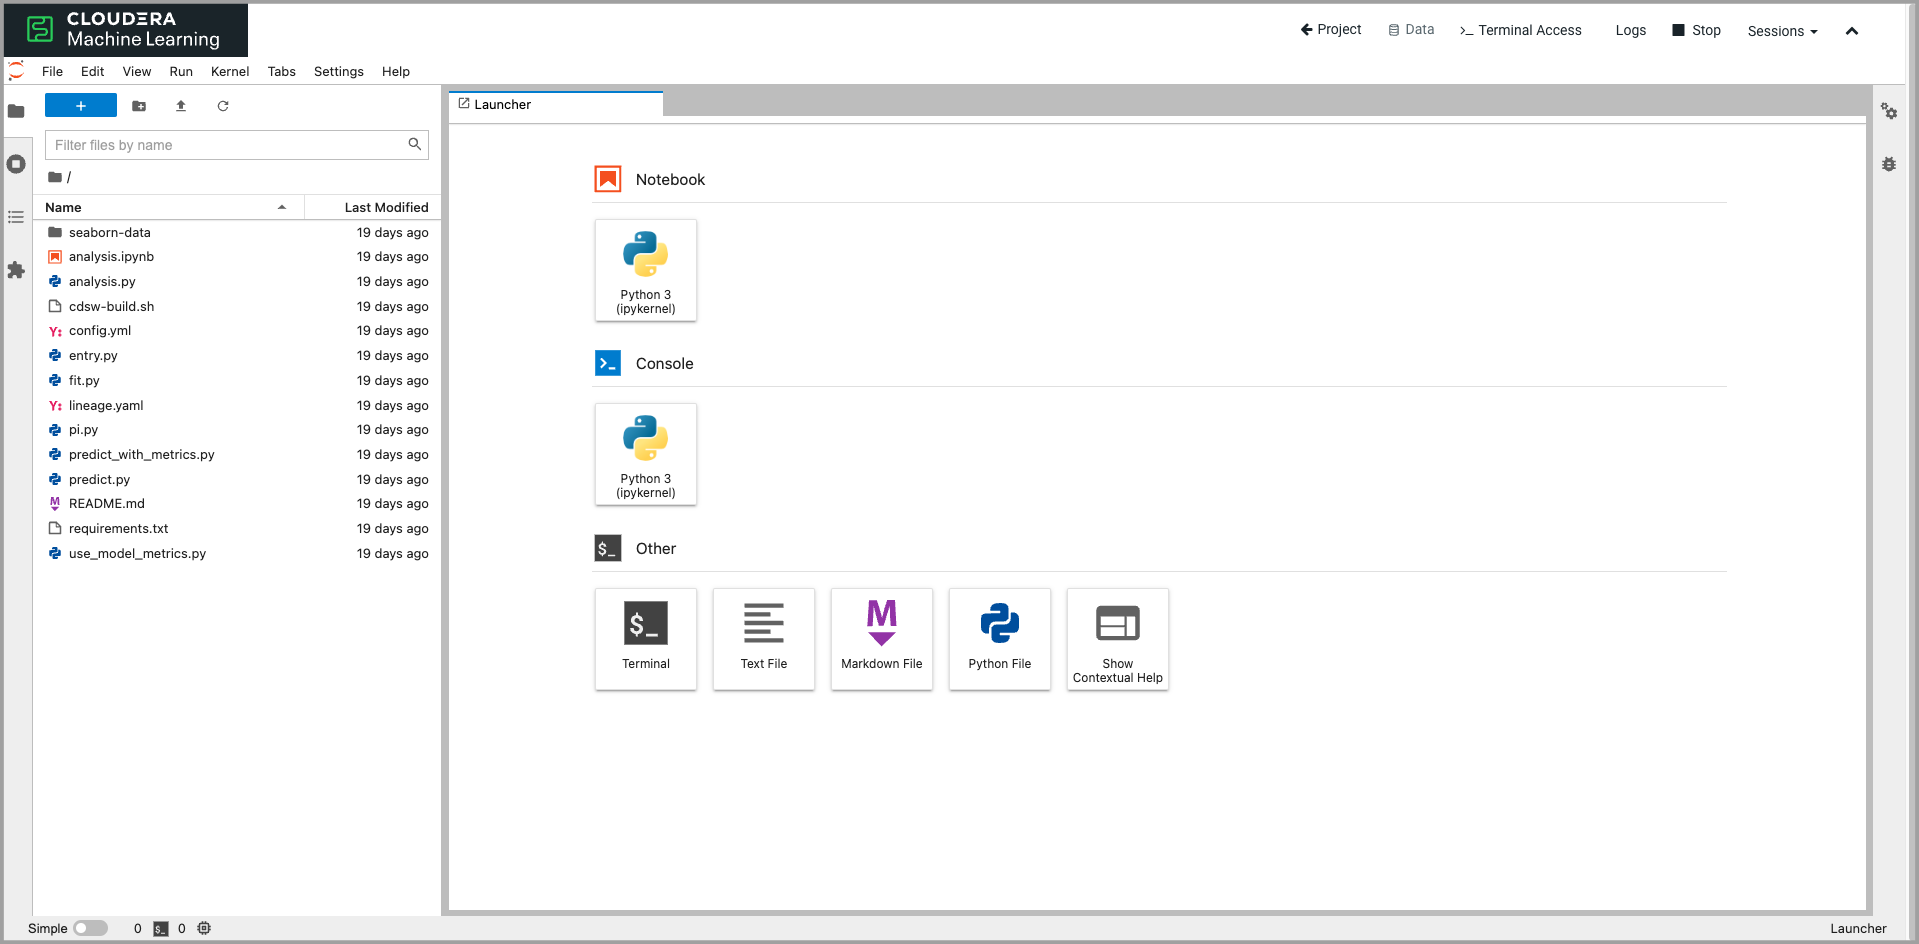 CLOUDERA
Machine Learning
Project
Data
Terminal Access
Logs
Stop
Sessions
File Edit View Run Kernel Tabs Settings Help
+
Launcher
Filter files by name
/
Name Last Modified
seaborn-data 19 days ago
analysis.ipynb 19 days ago
analysis.py 19 days ago
cdsw-build.sh 19 days ago
config.yml 19 days ago
entry.py 19 days ago
fit.py 19 days ago
lineage.yaml 19 days ago
pi.py 19 days ago
predict_with_metrics.py 19 days ago
predict.py 19 days ago
README.md 19 days ago
requirements.txt 19 days ago
use_model_metrics.py 19 days ago
Notebook
Python 3
(ipykernel)
Console
Python 3
(ipykernel)
$_ Other
$_
Terminal
Text File
M
Markdown File
Python File
Show
Contextual Help
Simple 0 $_ 0
Launcher